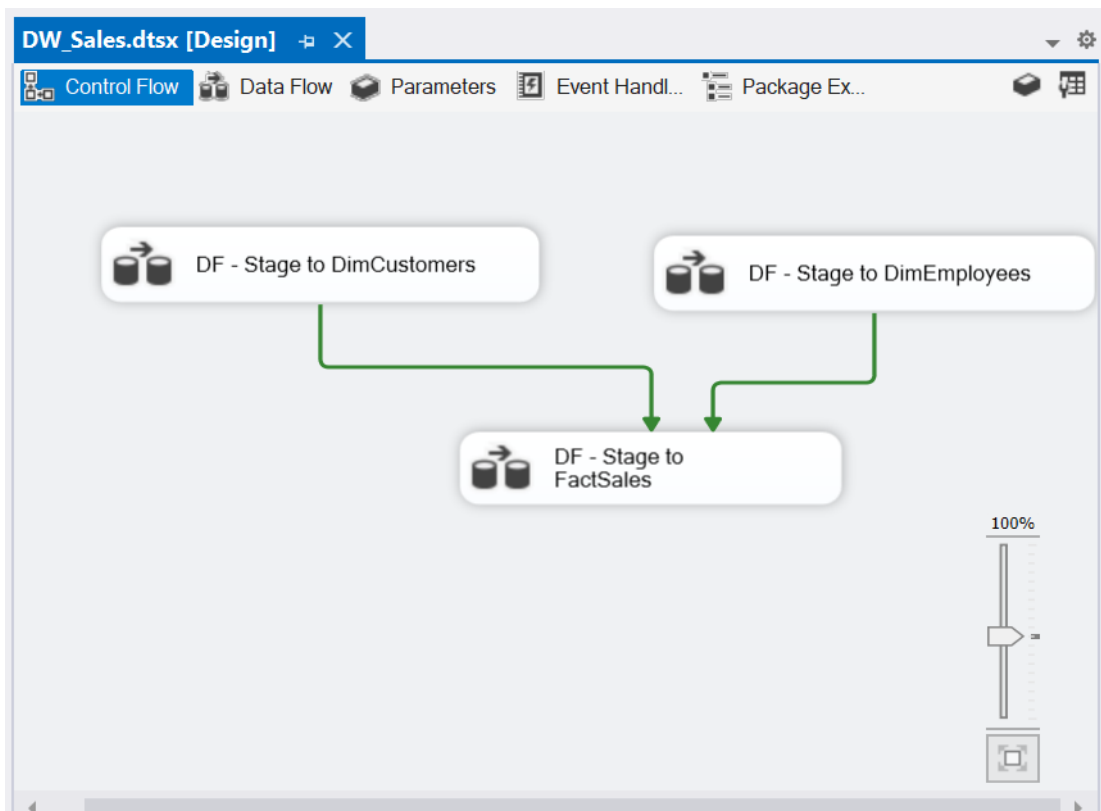 DW_Sales.dtsx [Design]
Control Flow Data Flow Parameters Event Handl... Package Ex...
DF - Stage to DimCustomers
DF - Stage to DimEmployees
DF - Stage to
FactSales
100%